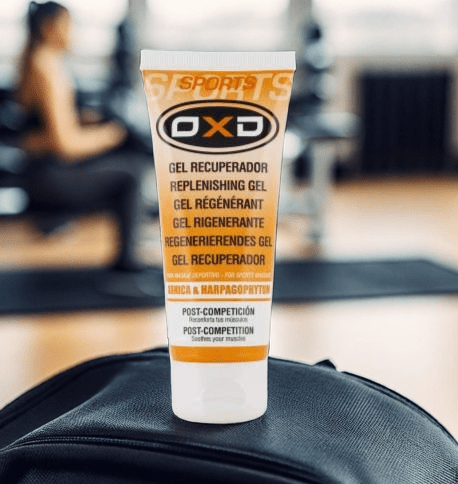 SPORTS
SPORTS
OXD
GEL RECUPERADOR
REPLENISHING GEL
GEL RÉGÉNÉRANT
GEL RIGENERANTE
REGENERIERENDES GEL
GEL RECUPERADOR
PARA MASAJE DEPORTIVO - FOR SPORTS MASSAGE
ARNICA & HARPAGOPHYTUM
POST-COMPETICIÓN
Reconforta tus músculos
POST-COMPETITION
Soothes your muscles